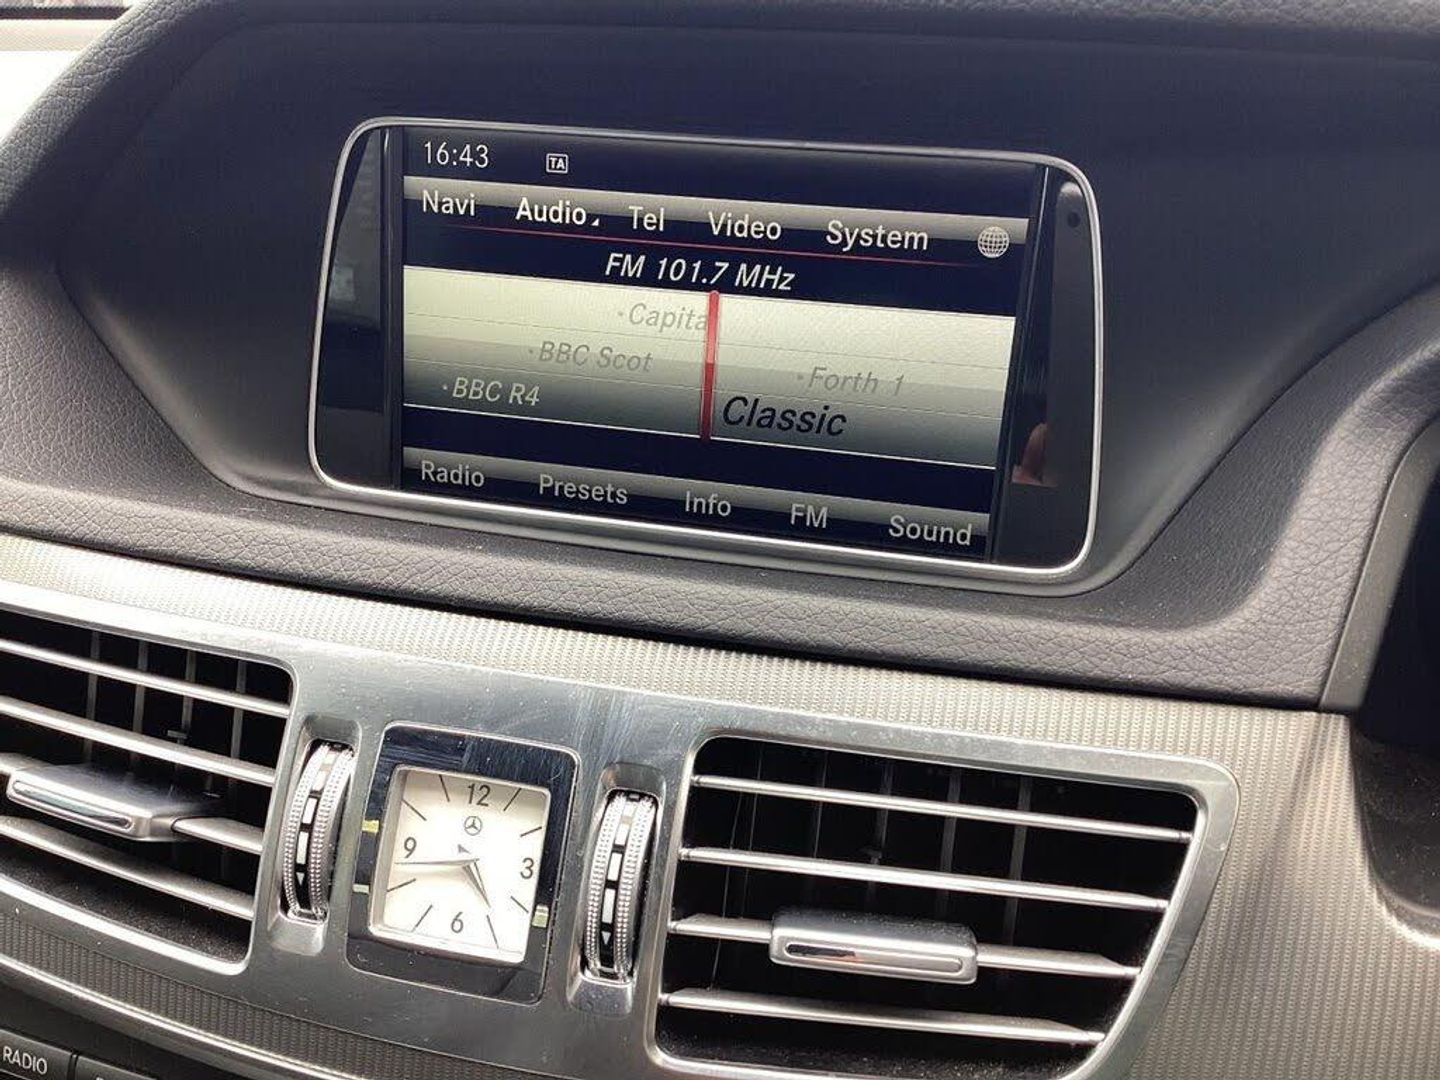 16:43 TA
Navi Audio Tel Video System
FM 101.7 MHz
Capita
BBC Scot
Forth 1
BBC R4
Classic
Radio Presets Info FM Sound
12
9
3
6
RADIO